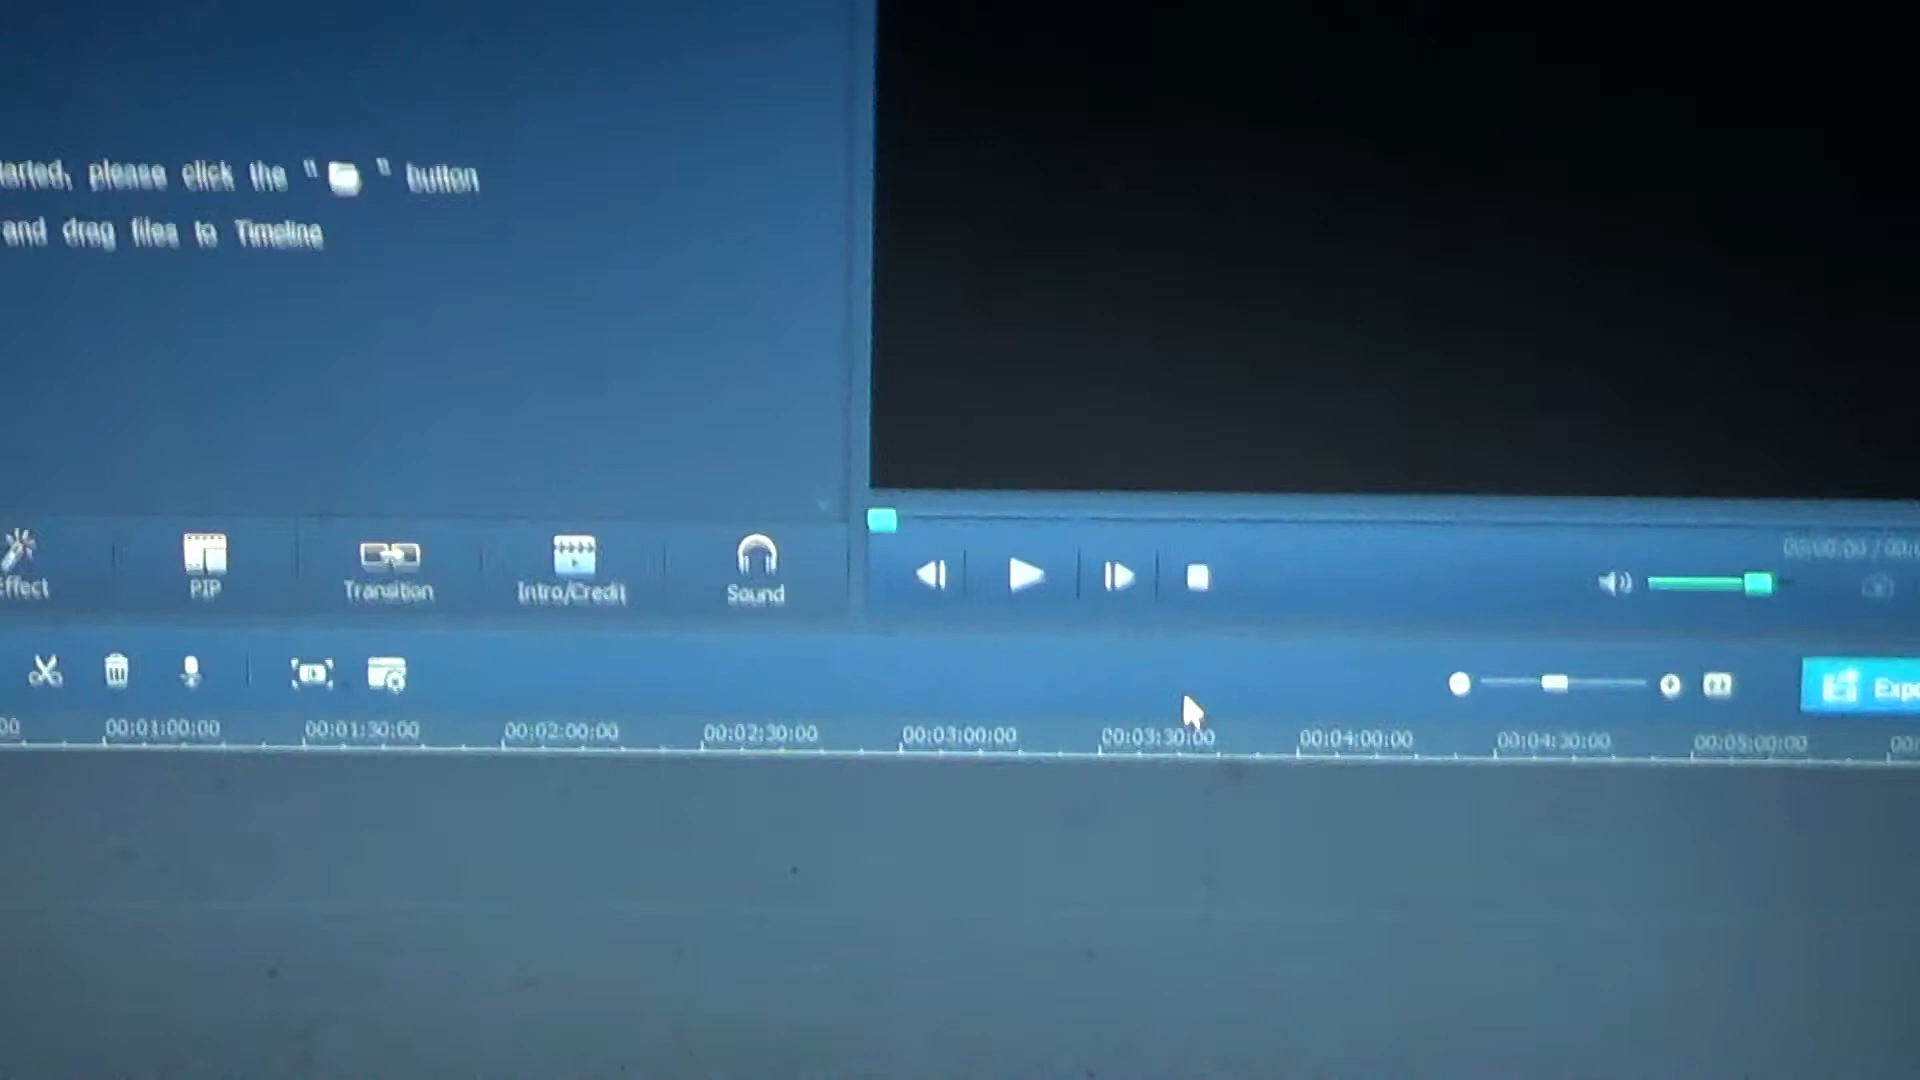 please click the " " button
and drag files to Timeline
Effect
PIP
Transition
Intro/Credit
Sound
00:01:00:00
00:01:30:00
00:02:00:00
00:02:30:00
00:03:00:00
00:03:30:00
00:04:00:00
00:04:30:00
00:05:00:00